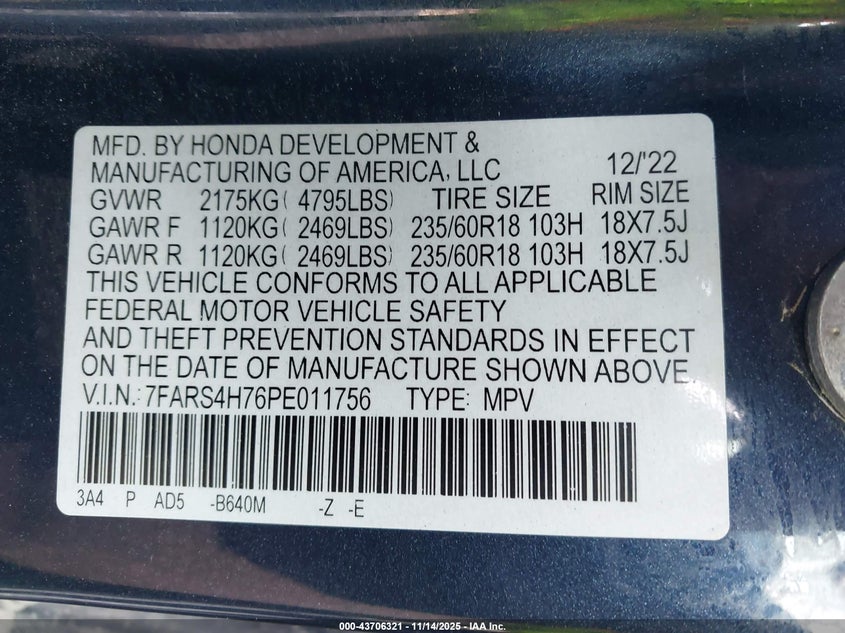 MFD. BY HONDA DEVELOPMENT &
MANUFACTURING OF AMERICA, LLC 12/'22
GVWR 2175KG( 4795LBS) TIRE SIZE RIM SIZE
GAWR F 1120KG( 2469LBS) 235/60R18 103H 18X7.5J
GAWR R 1120KG( 2469LBS) 235/60R18 103H 18X7.5J
THIS VEHICLE CONFORMS TO ALL APPLICABLE
FEDERAL MOTOR VEHICLE SAFETY
AND THEFT PREVENTION STANDARDS IN EFFECT
ON THE DATE OF MANUFACTURE SHOWN ABOVE.
V.I.N.:7FARS4H76PE011756 TYPE: MPV
3A4 P AD5 -B640M -Z -E
000-43706321 - 11/14/2025 - IAA Inc.